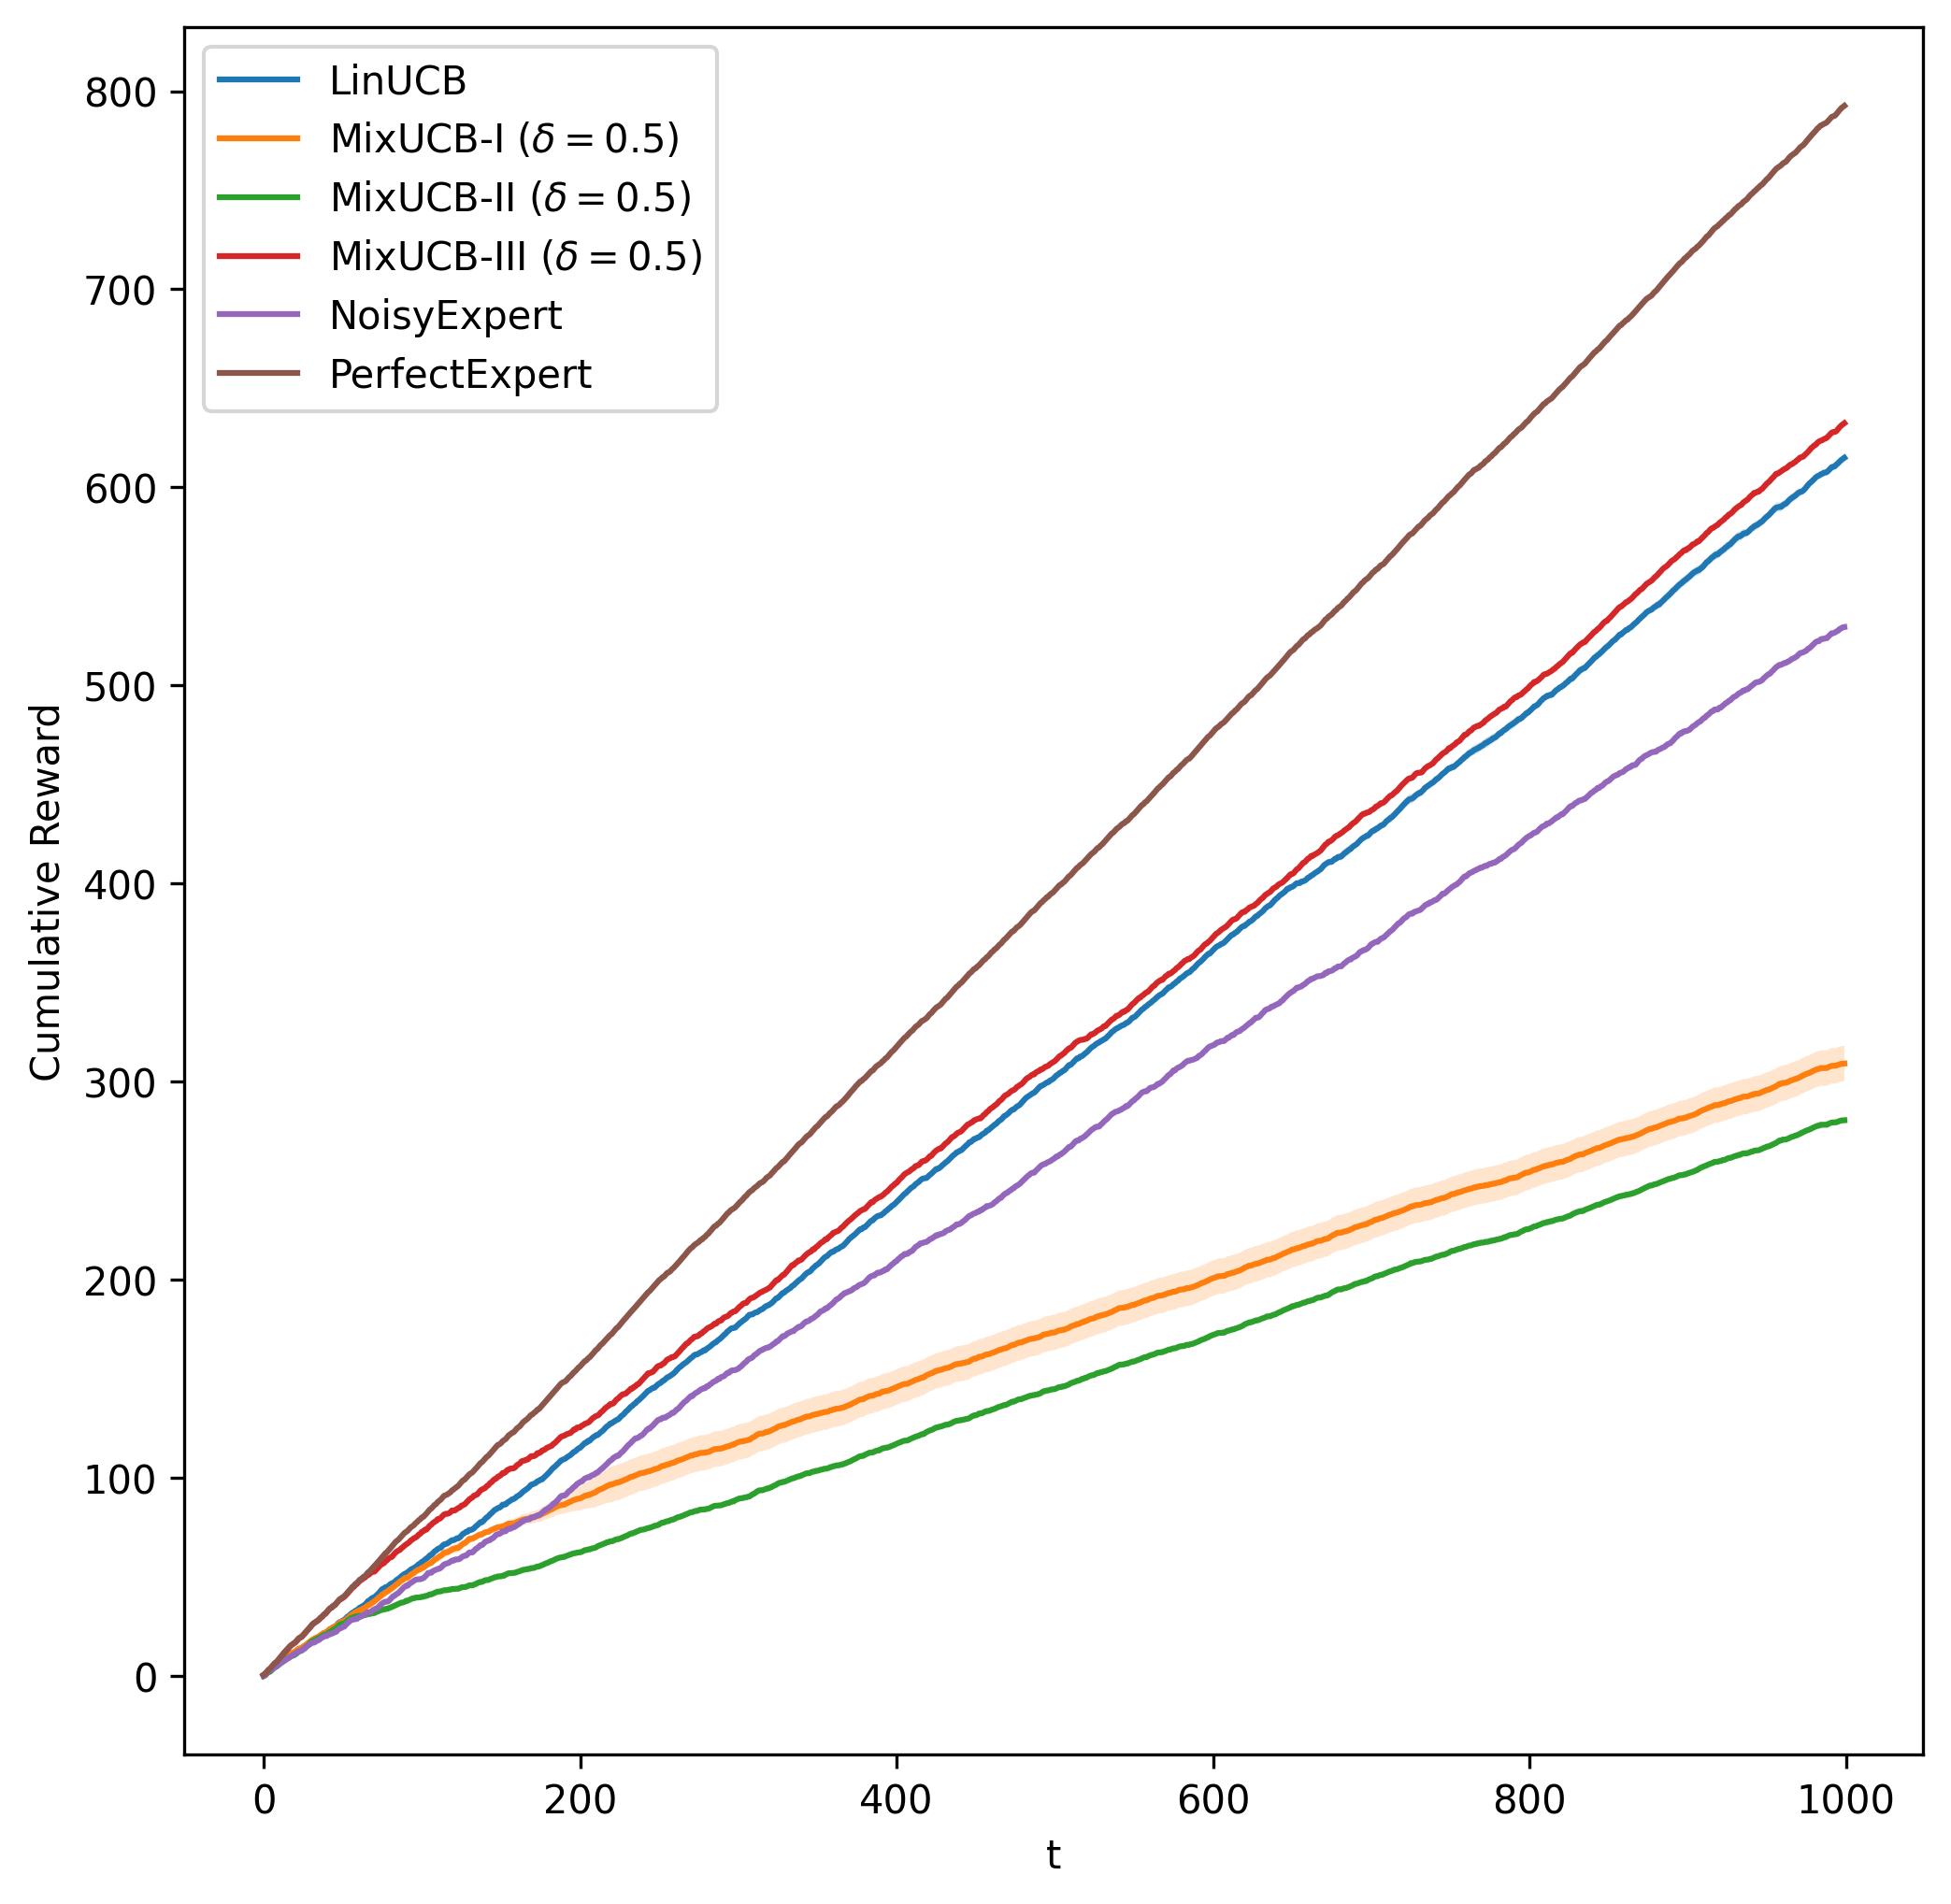 LinUCB
MixUCB-I (δ = 0.5)
MixUCB-II (δ = 0.5)
MixUCB-III (δ = 0.5)
NoisyExpert
PerfectExpert
Cumulative Reward
800
700
600
500
400
300
200
100
0
0 200 400 600 800 1000
t